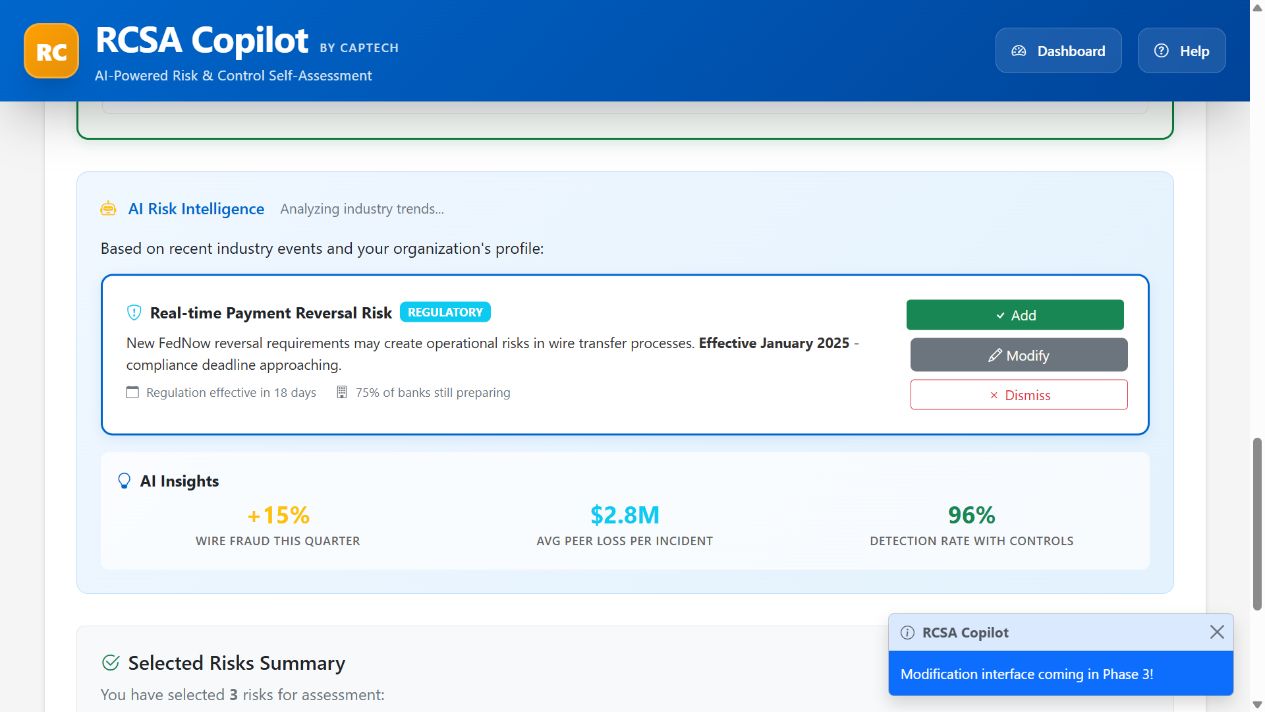 RC
RCSA Copilot BY CAPTECH
AI-Powered Risk & Control Self-Assessment
Dashboard
Help
AI Risk Intelligence Analyzing industry trends...
Based on recent industry events and your organization's profile:
Real-time Payment Reversal Risk REGULATORY
New FedNow reversal requirements may create operational risks in wire transfer processes. Effective January 2025 -
compliance deadline approaching.
Regulation effective in 18 days 75% of banks still preparing
Add
Modify
Dismiss
AI Insights
+15%
WIRE FRAUD THIS QUARTER
$2.8M
AVG PEER LOSS PER INCIDENT
96%
DETECTION RATE WITH CONTROLS
Selected Risks Summary
You have selected 3 risks for assessment:
RCSA Copilot
Modification interface coming in Phase 3!